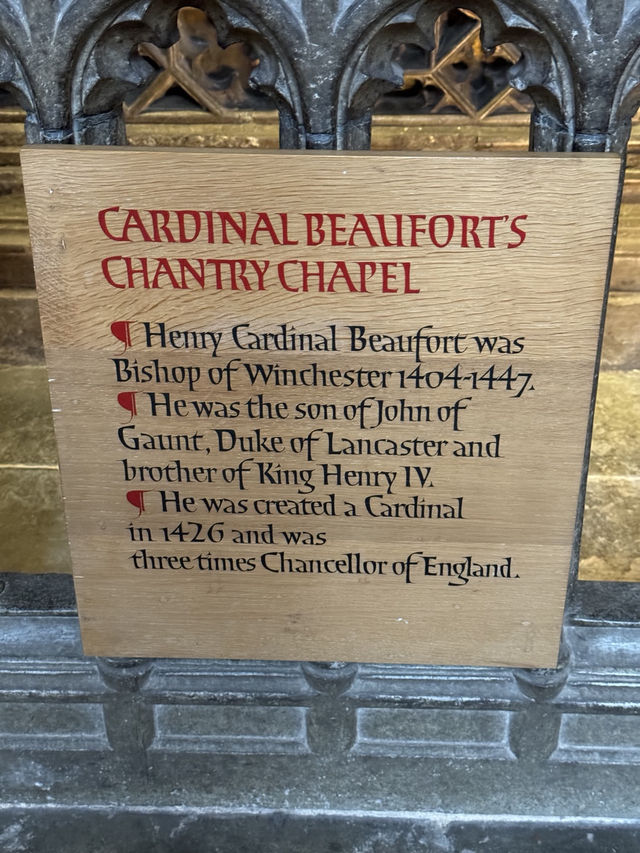 CARDINAL BEAUFORT'S
CHANTRY CHAPEL
¶ Henry Cardinal Beaufort was
Bishop of Winchester 1404-1447.
¶ He was the son of John of
Gaunt, Duke of Lancaster and
brother of King Henry IV.
¶ He was created a Cardinal
in 1426 and was
three times Chancellor of England.